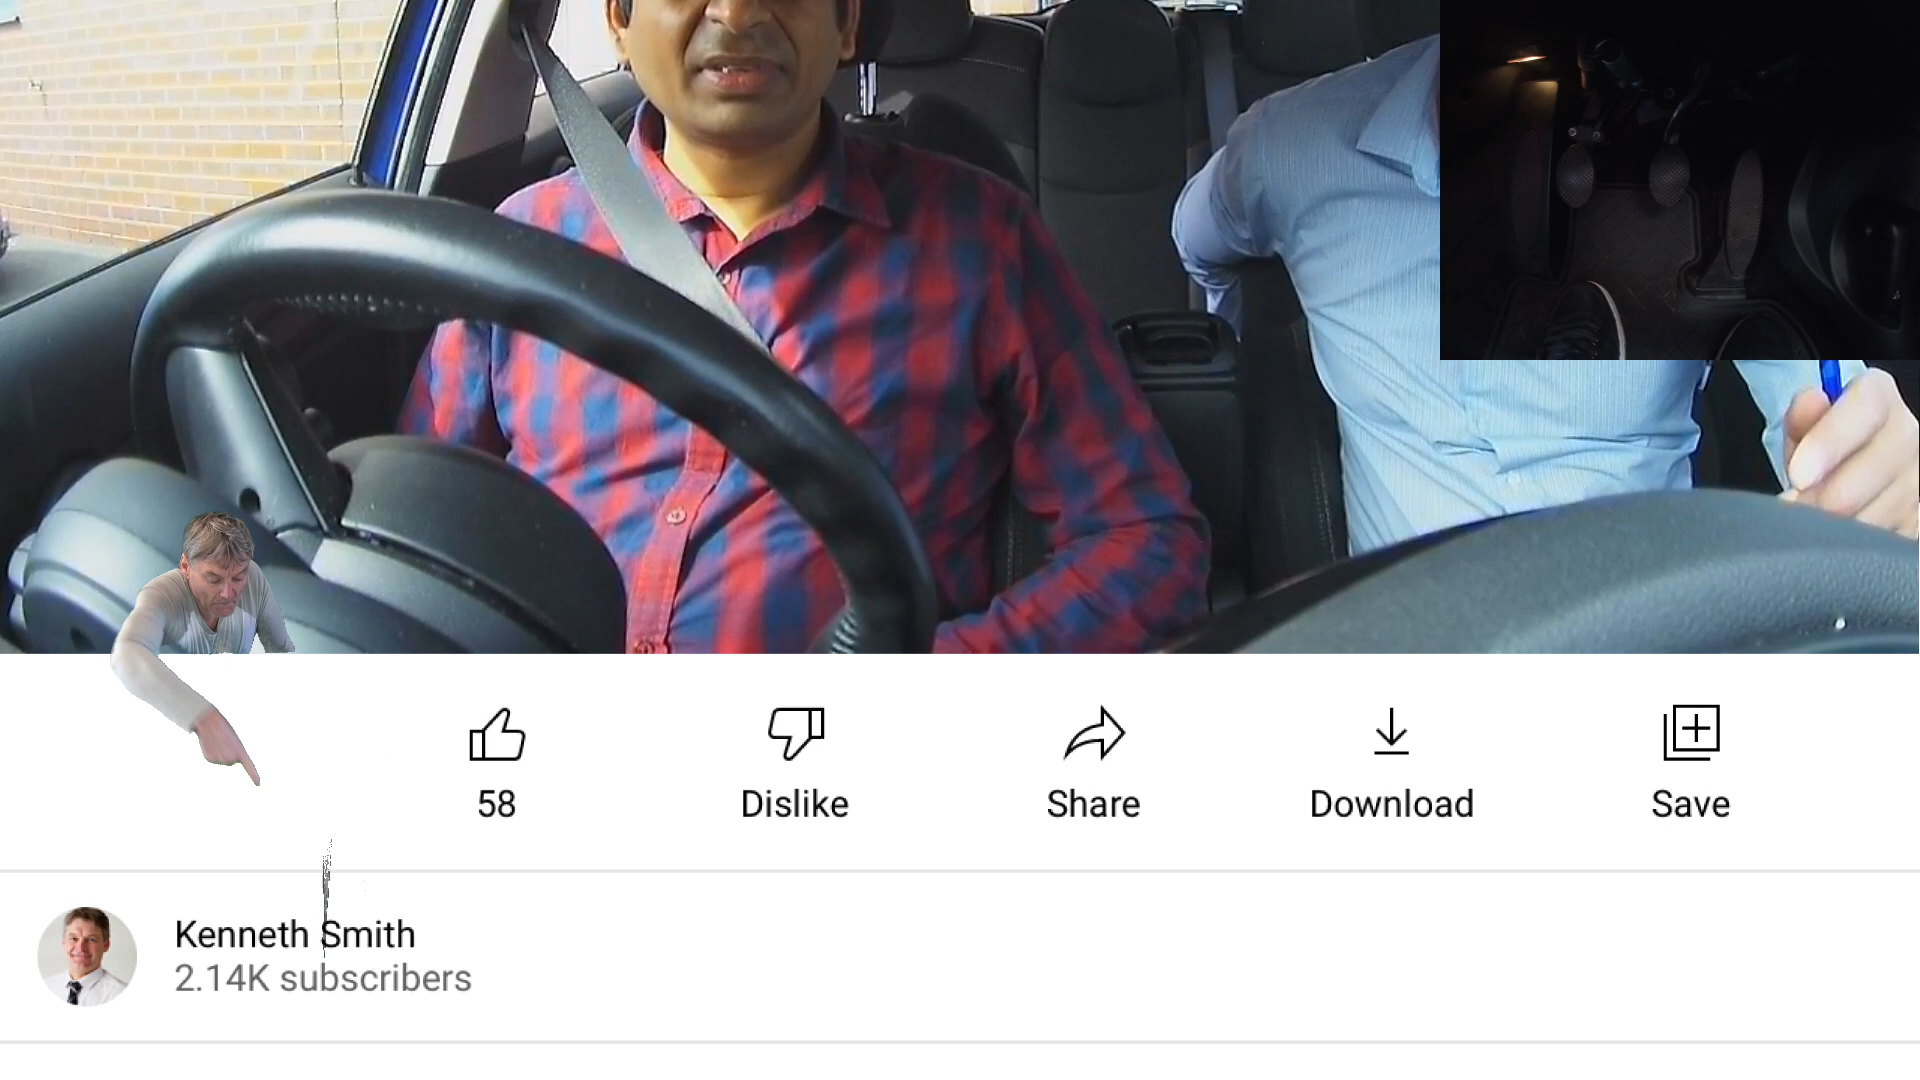 58
Dislike
Share
Download
Save
Kenneth Smith
2.14K subscribers